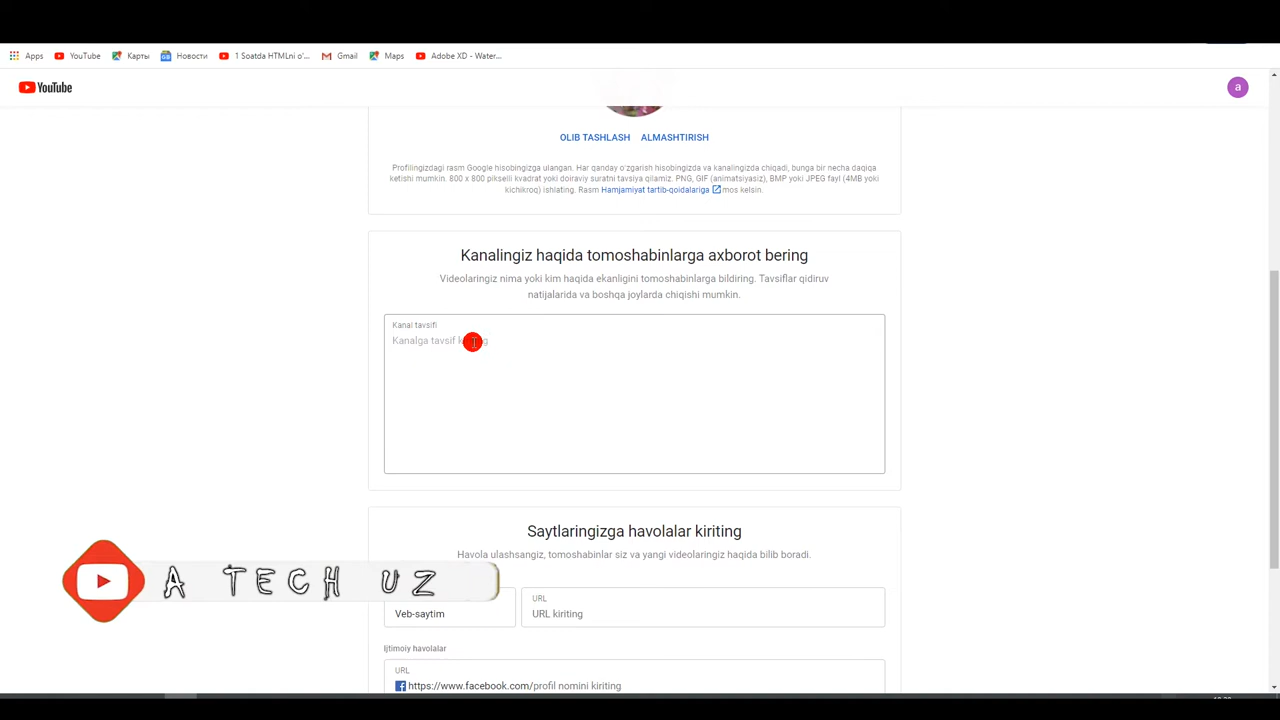 Apps YouTube Карты Новости 1 Soatda HTMLni o'... Gmail Maps Adobe XD - Water...
YouTube a
OLIB TASHLASH ALMASHTIRISH
Profilingizdagi rasm Google hisobingizga ulangan. Har qanday oʻzgarish hisobingizda va kanalingizda chiqadi, bunga bir necha daqiqa
ketishi mumkin. 800 x 800 pikselli kvadrat yoki doiraviy suratni tavsiya qilamiz. PNG, GIF (animatsiyasiz), BMP yoki JPEG fayl (4MB yoki
kichikroq) ishlating. Rasm Hamjamiyat tartib-qoidalariga mos kelsin.
Kanalingiz haqida tomoshabinlarga axborot bering
Videolaringiz nima yoki kim haqida ekanligini tomoshabinlarga bildiring. Tavsiflar qidiruv
natijalarida va boshqa joylarda chiqishi mumkin.
Kanal tavsifi
Kanalga tavsif
Saytlaringizga havolalar kiriting
Havola ulashsangiz, tomoshabinlar siz va yangi videolaringiz haqida bilib boradi.
A TECH UZ
Veb-saytim
URL
URL kiriting
Ijtimoiy havolalar
URL
https://www.facebook.com/profil nomini kiriting